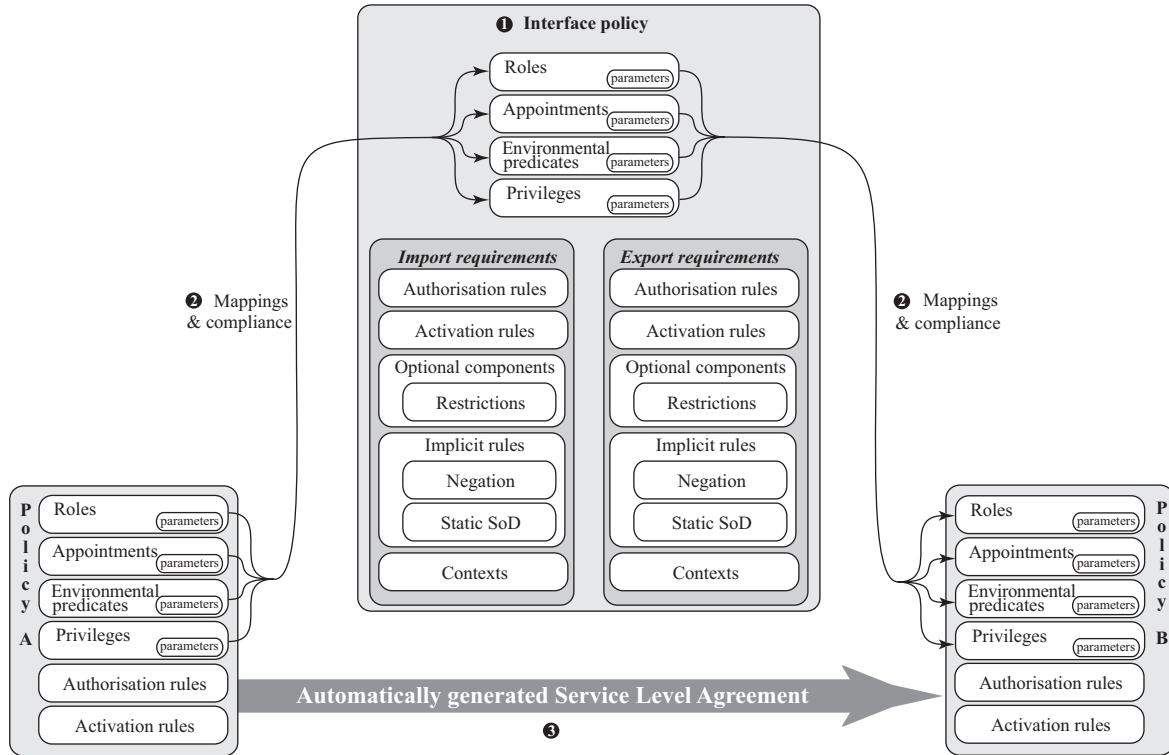 ❶ Interface policy
Roles
parameters
Appointments
parameters
Environmental
predicates
parameters
Privileges
parameters
Import requirements
Authorisation rules
Activation rules
Optional components
Restrictions
Implicit rules
Negation
Static SoD
Contexts
Export requirements
Authorisation rules
Activation rules
Optional components
Restrictions
Implicit rules
Negation
Static SoD
Contexts
❷ Mappings
& compliance
❷ Mappings
& compliance
Policy A
Roles
parameters
Appointments
parameters
Environmental
predicates
parameters
Privileges
parameters
Authorisation rules
Activation rules
Policy B
Roles
parameters
Appointments
parameters
Environmental
predicates
parameters
Privileges
parameters
Authorisation rules
Activation rules
Automatically generated Service Level Agreement
❸